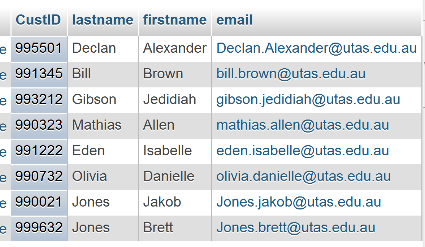 CustID lastname firstname email
e 995501 Declan Alexander Declan.Alexander@utas.edu.au
e 991345 Bill Brown bill.brown@utas.edu.au
e 993212 Gibson Jedidiah gibson.jedidiah@utas.edu.au
e 990323 Mathias Allen mathias.allen@utas.edu.au
e 991222 Eden Isabelle eden.isabelle@utas.edu.au
e 990732 Olivia Danielle olivia.danielle@utas.edu.au
e 990021 Jones Jakob Jones.jakob@utas.edu.au
e 999632 Jones Brett Jones.brett@utas.edu.au